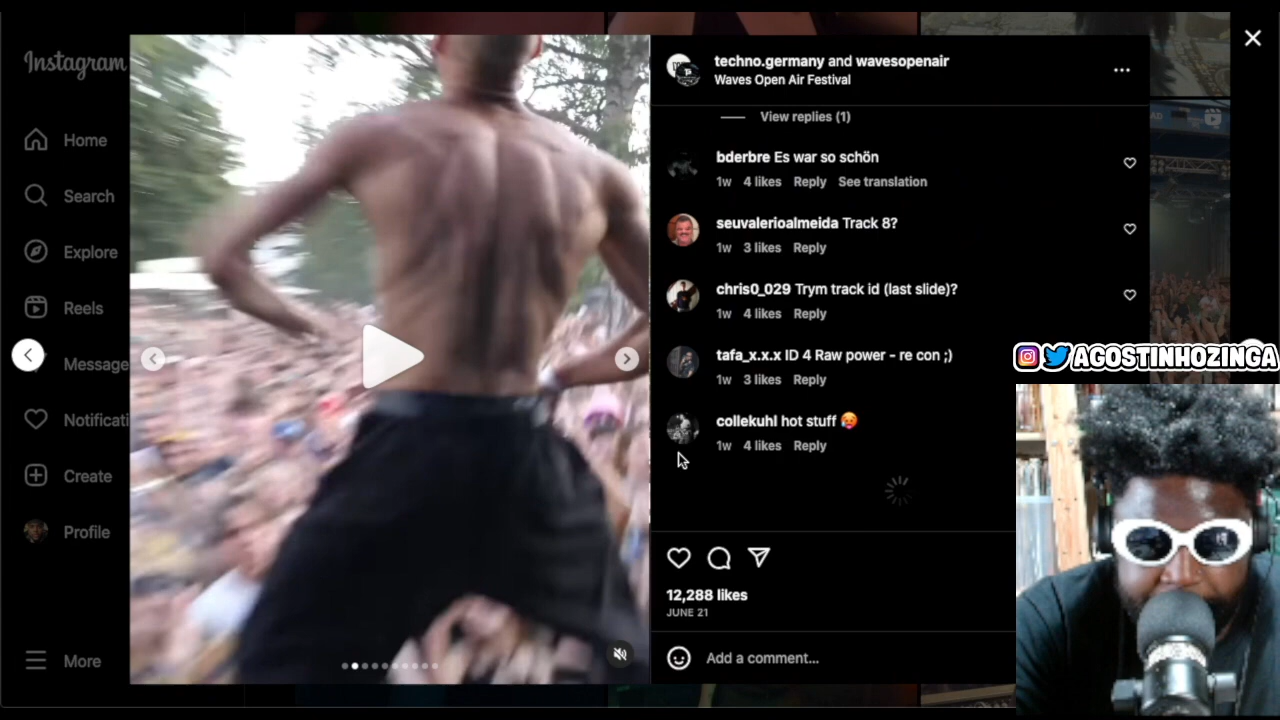 Instagram
Home
Search
Explore
Reels
Message
Notificati
Create
Profile
More
techno.germany and wavesopenair
Waves Open Air Festival
View replies (1)
bderbre Es war so schön
1w 4 likes Reply See translation
seuvalerioalmeida Track 8?
1w 3 likes Reply
chris0_029 Trym track id (last slide)?
1w 4 likes Reply
tafa_x.x.x ID 4 Raw power - re con ;)
1w 3 likes Reply
collekuhl hot stuff 🥵
1w 4 likes Reply
12,288 likes
JUNE 21
Add a comment...
AGOSTINHOZINGA